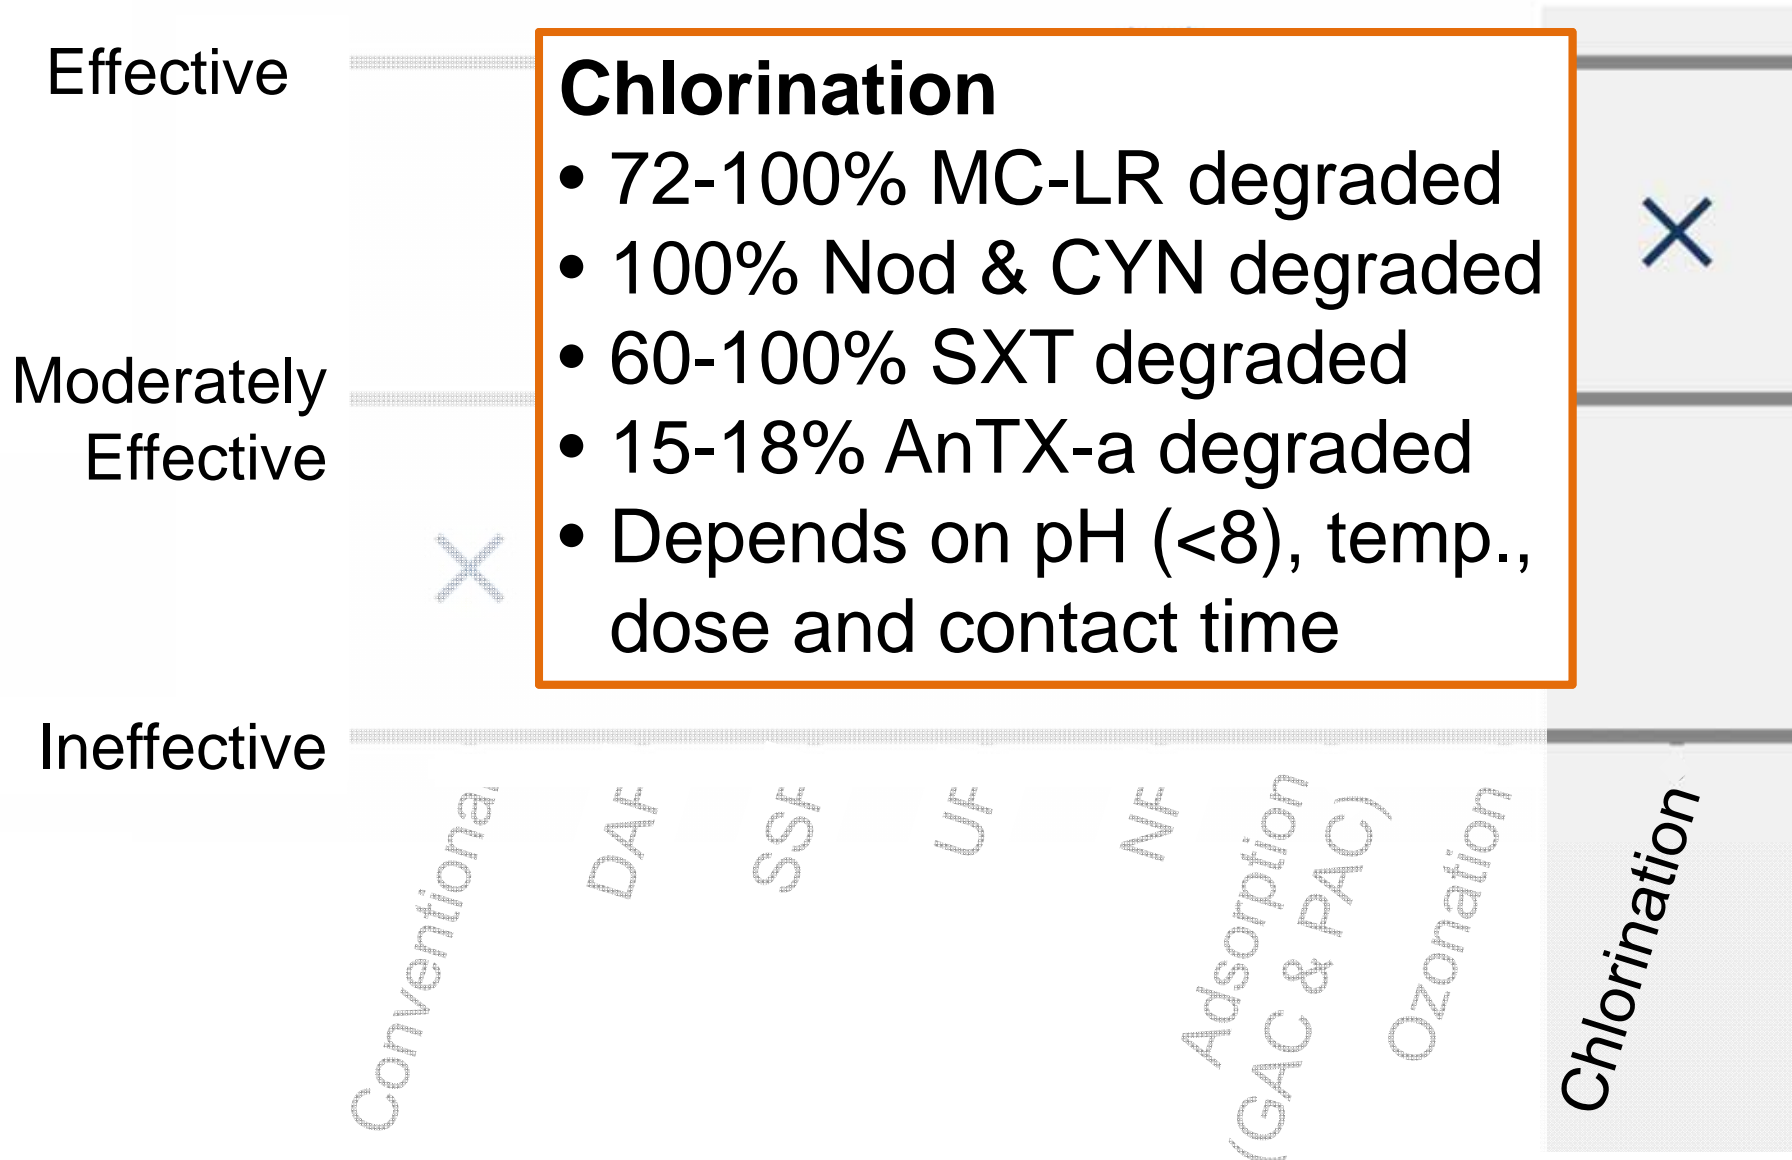 Effective
Moderately
Effective
Ineffective
Chlorination
• 72-100% MC-LR degraded
• 100% Nod & CYN degraded
• 60-100% SXT degraded
• 15-18% AnTX-a degraded
• Depends on pH (<8), temp.,
dose and contact time
Conventional
DAF
SSF
UF
NF
Adsorption
(GAC & PAC)
Ozonation
Chlorination